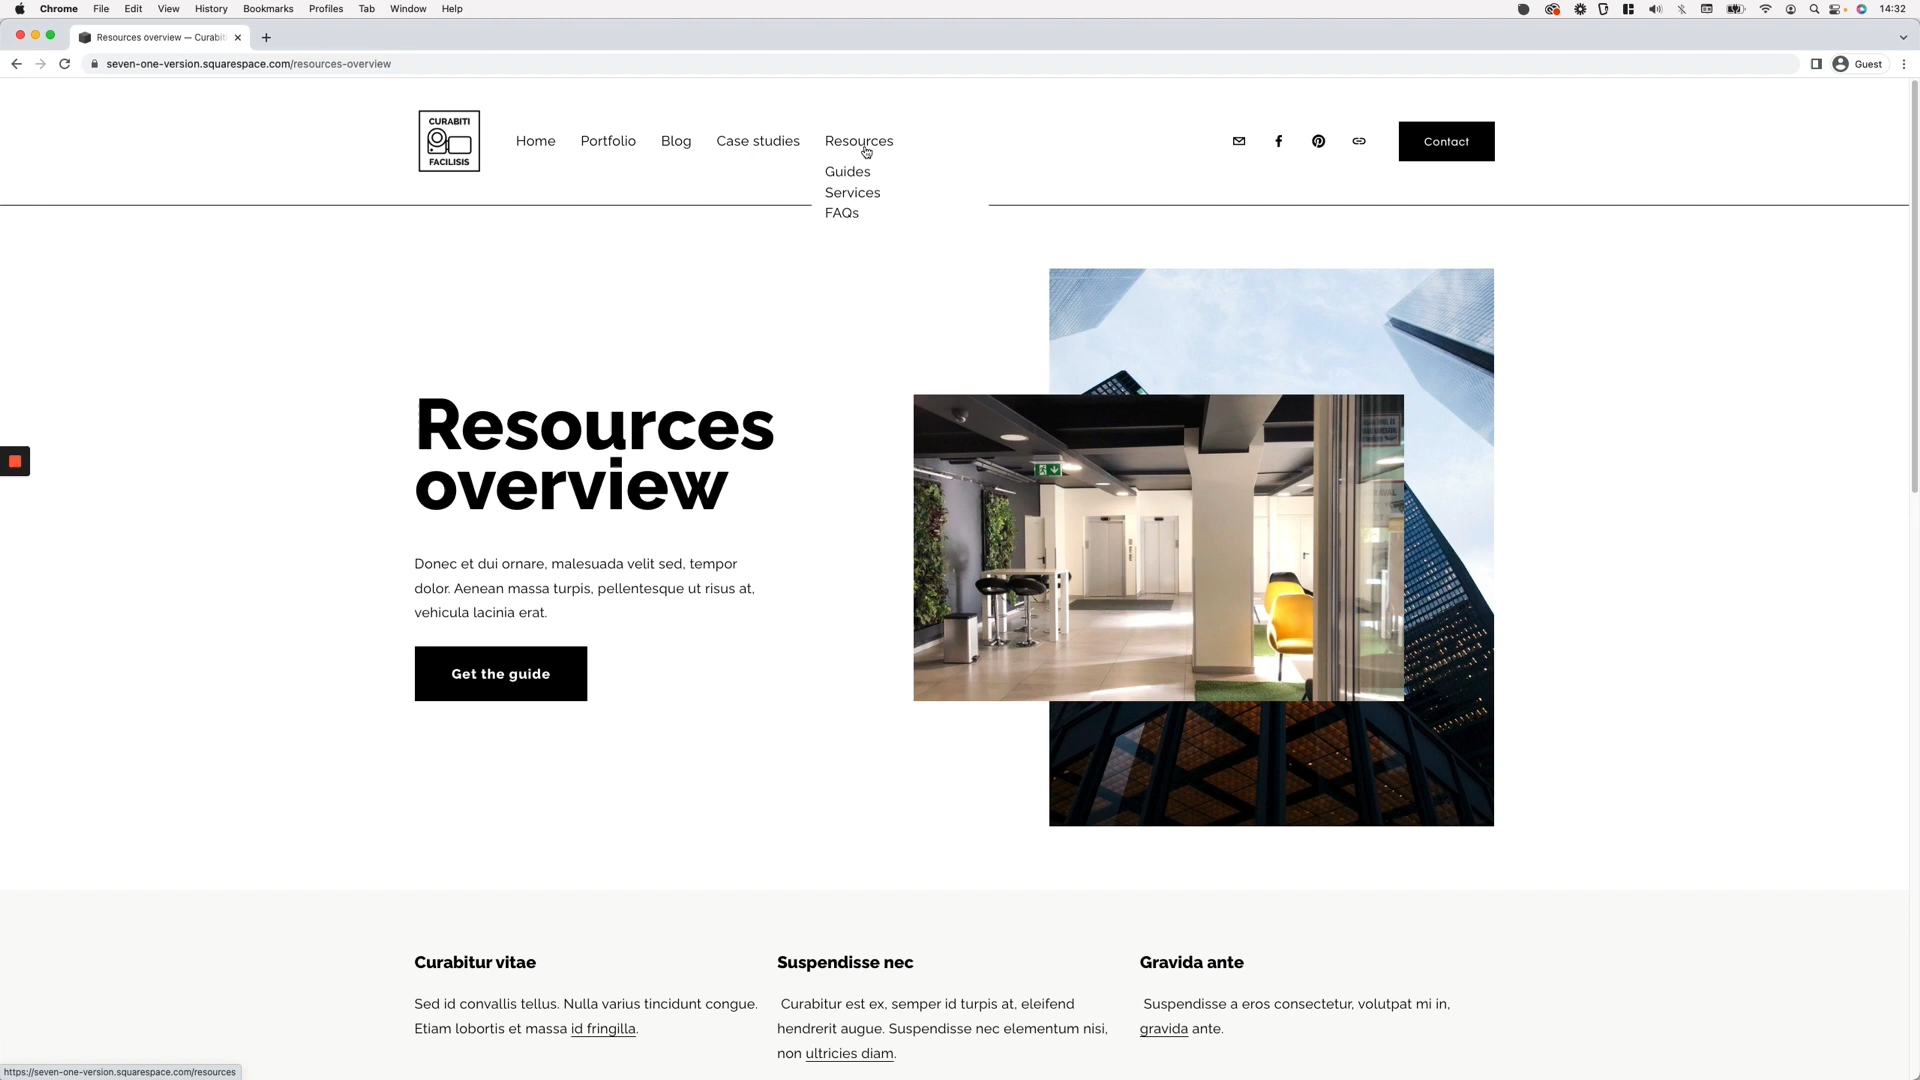 Chrome File Edit View History Bookmarks Profiles Tab Window Help 14:32
Resources overview — Curabit
seven-one-version.squarespace.com/resources-overview
Guest
CURABITI
FACILISIS
Home Portfolio Blog Case studies Resources
Contact
Guides
Services
FAQs
Resources
overview
Donec et dui ornare, malesuada velit sed, tempor
dolor. Aenean massa turpis, pellentesque ut risus at,
vehicula lacinia erat.
Get the guide
Curabitur vitae
Sed id convallis tellus. Nulla varius tincidunt congue.
Etiam lobortis et massa id fringilla.
Suspendisse nec
Curabitur est ex, semper id turpis at, eleifend
hendrerit augue. Suspendisse nec elementum nisi,
non ultricies diam.
Gravida ante
Suspendisse a eros consectetur, volutpat mi in,
gravida ante.
https://seven-one-version.squarespace.com/resources